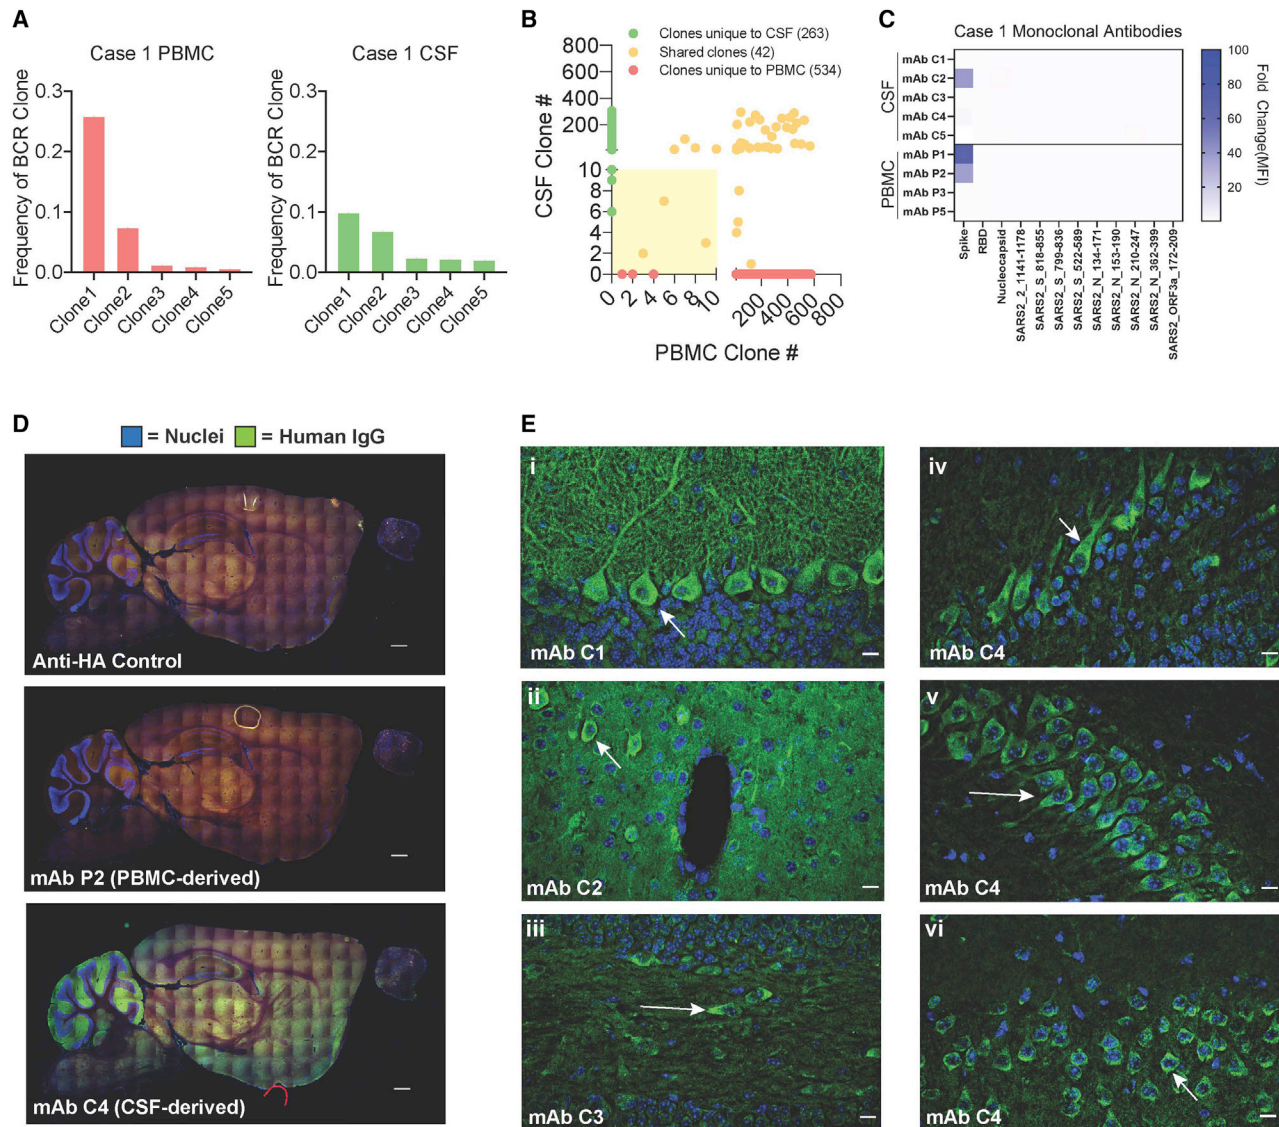 A
Case 1 PBMC
Frequency of BCR Clone
0.3
0.2
0.1
0.0
Clone1
Clone2
Clone3
Clone4
Clone5
Case 1 CSF
Frequency of BCR Clone
0.3
0.2
0.1
0.0
Clone1
Clone2
Clone3
Clone4
Clone5
B
Clones unique to CSF (263)
Shared clones (42)
Clones unique to PBMC (534)
CSF Clone #
800
600
400
200
10
8
6
4
2
0
0
2
4
6
8
10
200
400
600
800
PBMC Clone #
C
Case 1 Monoclonal Antibodies
CSF
mAb C1
mAb C2
mAb C3
mAb C4
mAb C5
PBMC
mAb P1
mAb P2
mAb P3
mAb P5
Spike
RBD
Nucleocapsid
SARS2_2_1141-1178
SARS2_S_818-855
SARS2_S_799-836
SARS2_S_522-589
SARS2_N_134-171
SARS2_N_153-190
SARS2_N_210-247
SARS2_N_362-399
SARS2_ORF3a_172-209
100
80
60
40
20
Fold Change(MFI)
D
= Nuclei = Human IgG
Anti-HA Control
mAb P2 (PBMC-derived)
mAb C4 (CSF-derived)
E
i
mAb C1
ii
mAb C2
iii
mAb C3
iv
mAb C4
v
mAb C4
vi
mAb C4